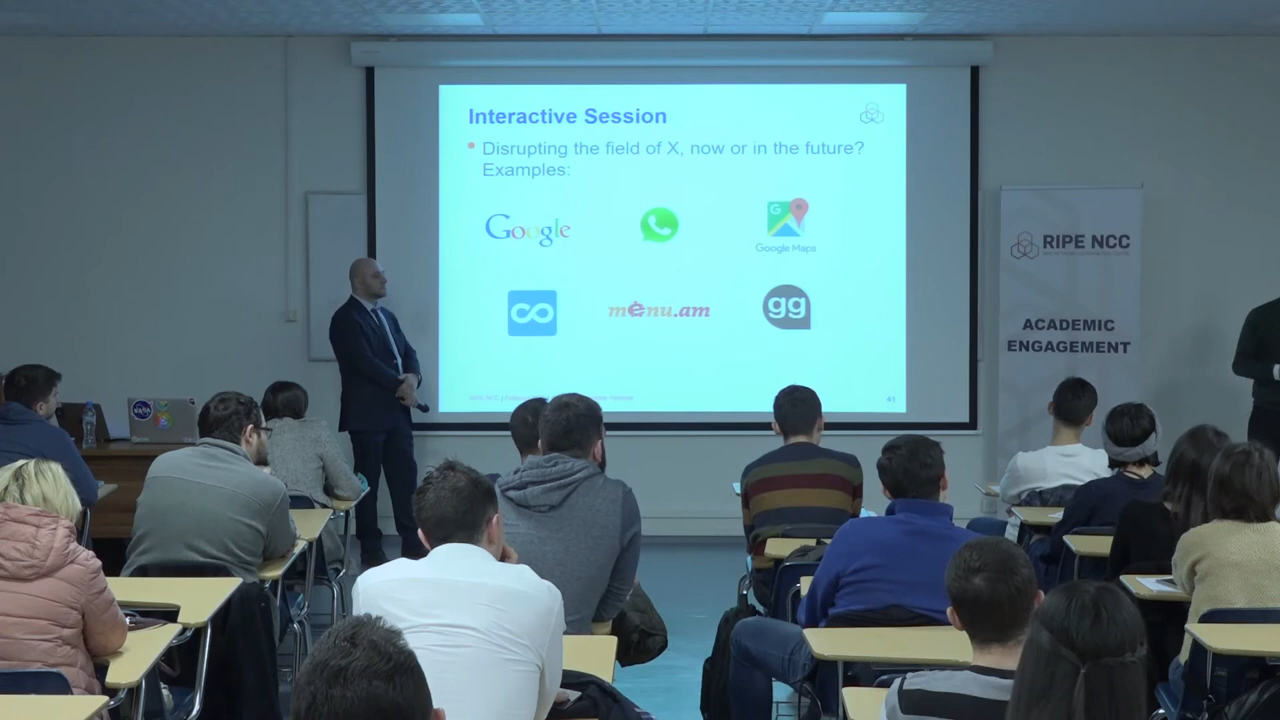 Interactive Session
• Disrupting the field of X, now or in the future?
Examples:
Google
Google Maps
menu.am
gg
41
RIPE NCC
ACADEMIC
ENGAGEMENT
NASA